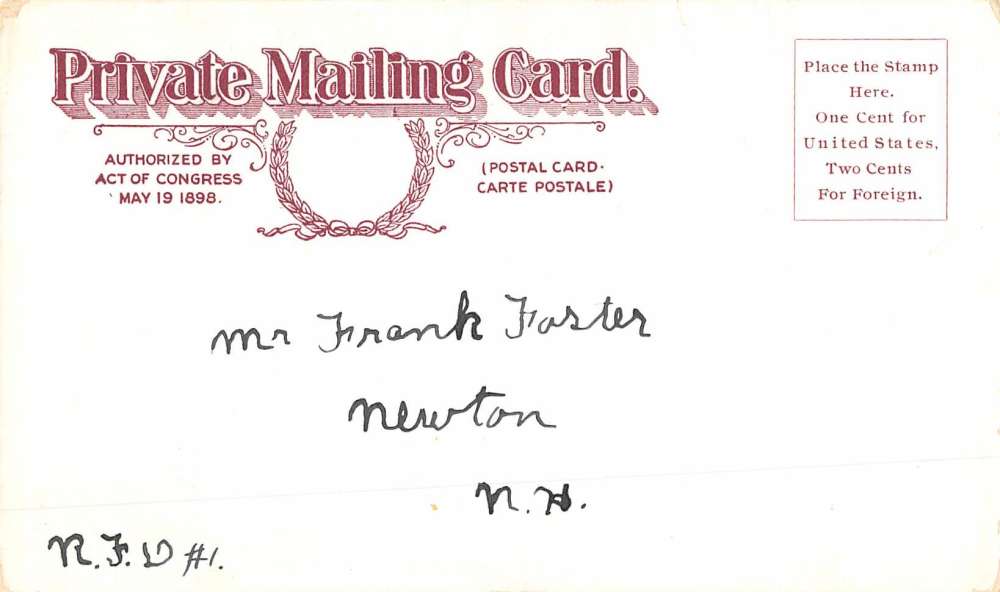 Private Mailing Card.
AUTHORIZED BY
ACT OF CONGRESS
MAY 19 1898.
(POSTAL CARD-
CARTE POSTALE)
Place the Stamp
Here.
One Cent for
United States,
Two Cents
For Foreign.
Mr Frank Foster
Newton
N.H.
R.F.D #1.